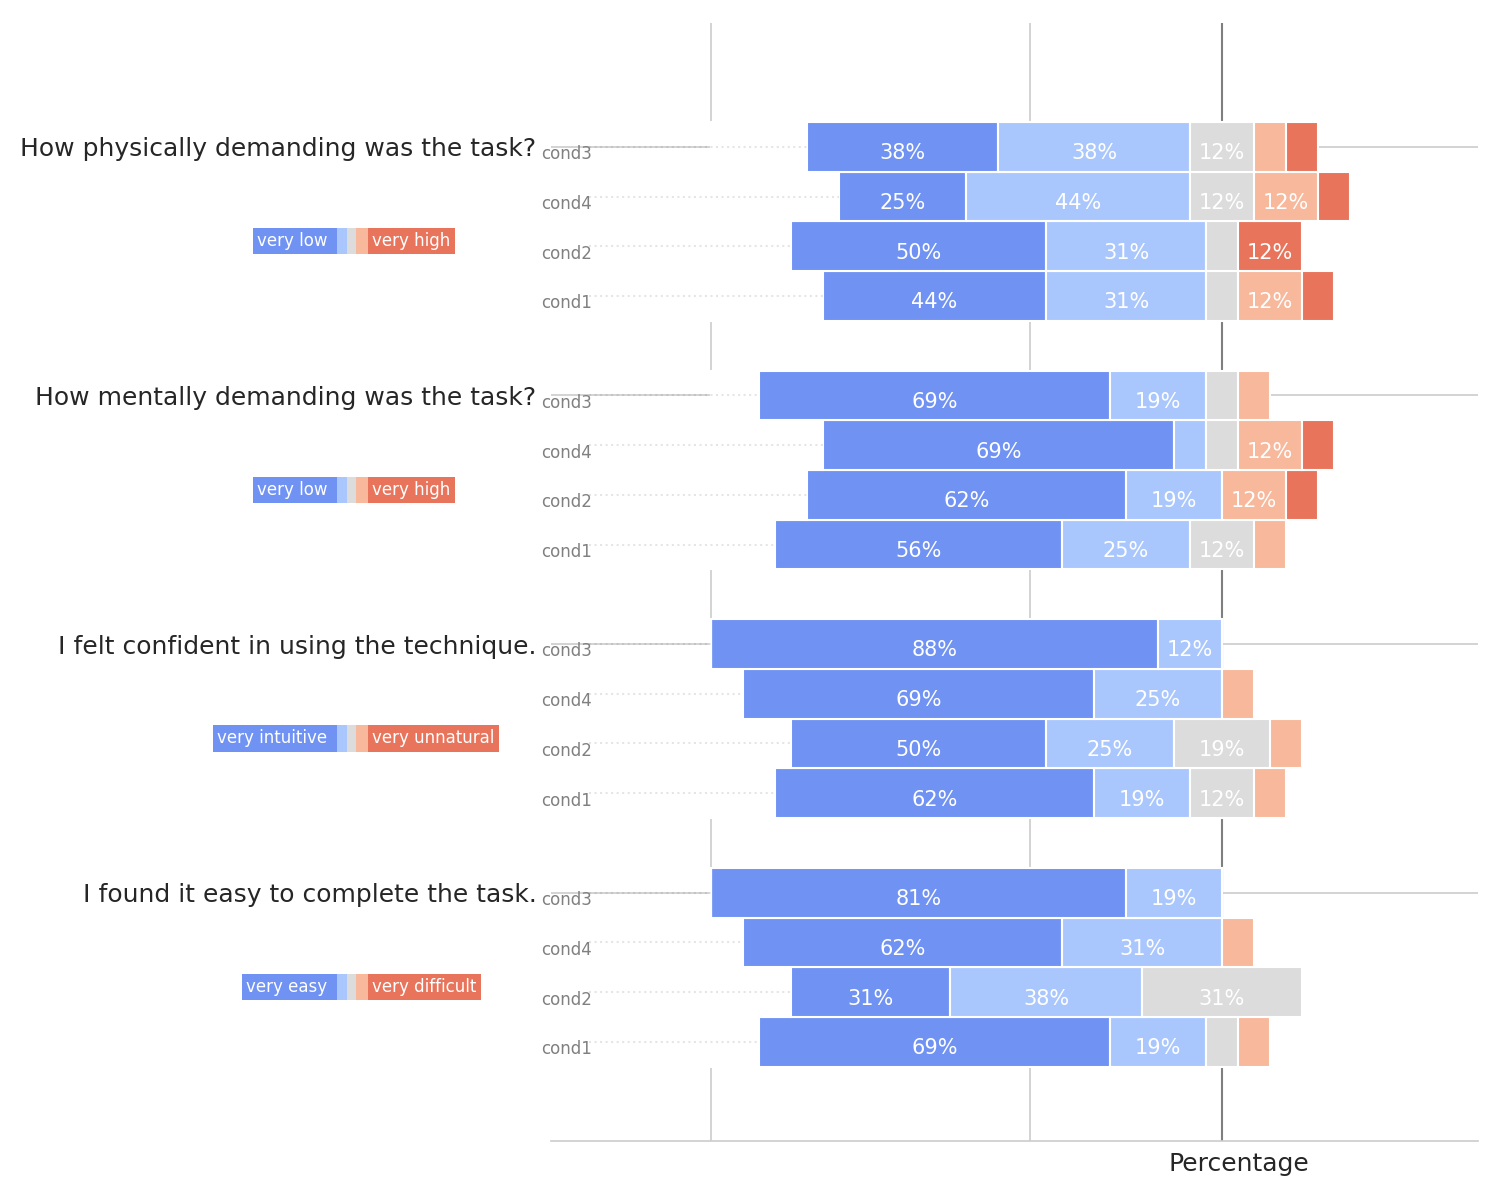 How physically demanding was the task?
cond3 38% 38% 12%
cond4 25% 44% 12% 12%
very low very high
cond2 50% 31% 12%
cond1 44% 31% 12%
How mentally demanding was the task?
cond3 69% 19%
cond4 69% 12%
very low very high
cond2 62% 19% 12%
cond1 56% 25% 12%
I felt confident in using the technique.
cond3 88% 12%
cond4 69% 25%
very intuitive very unnatural
cond2 50% 25% 19%
cond1 62% 19% 12%
I found it easy to complete the task.
cond3 81% 19%
cond4 62% 31%
very easy very difficult
cond2 31% 38% 31%
cond1 69% 19%
Percentage